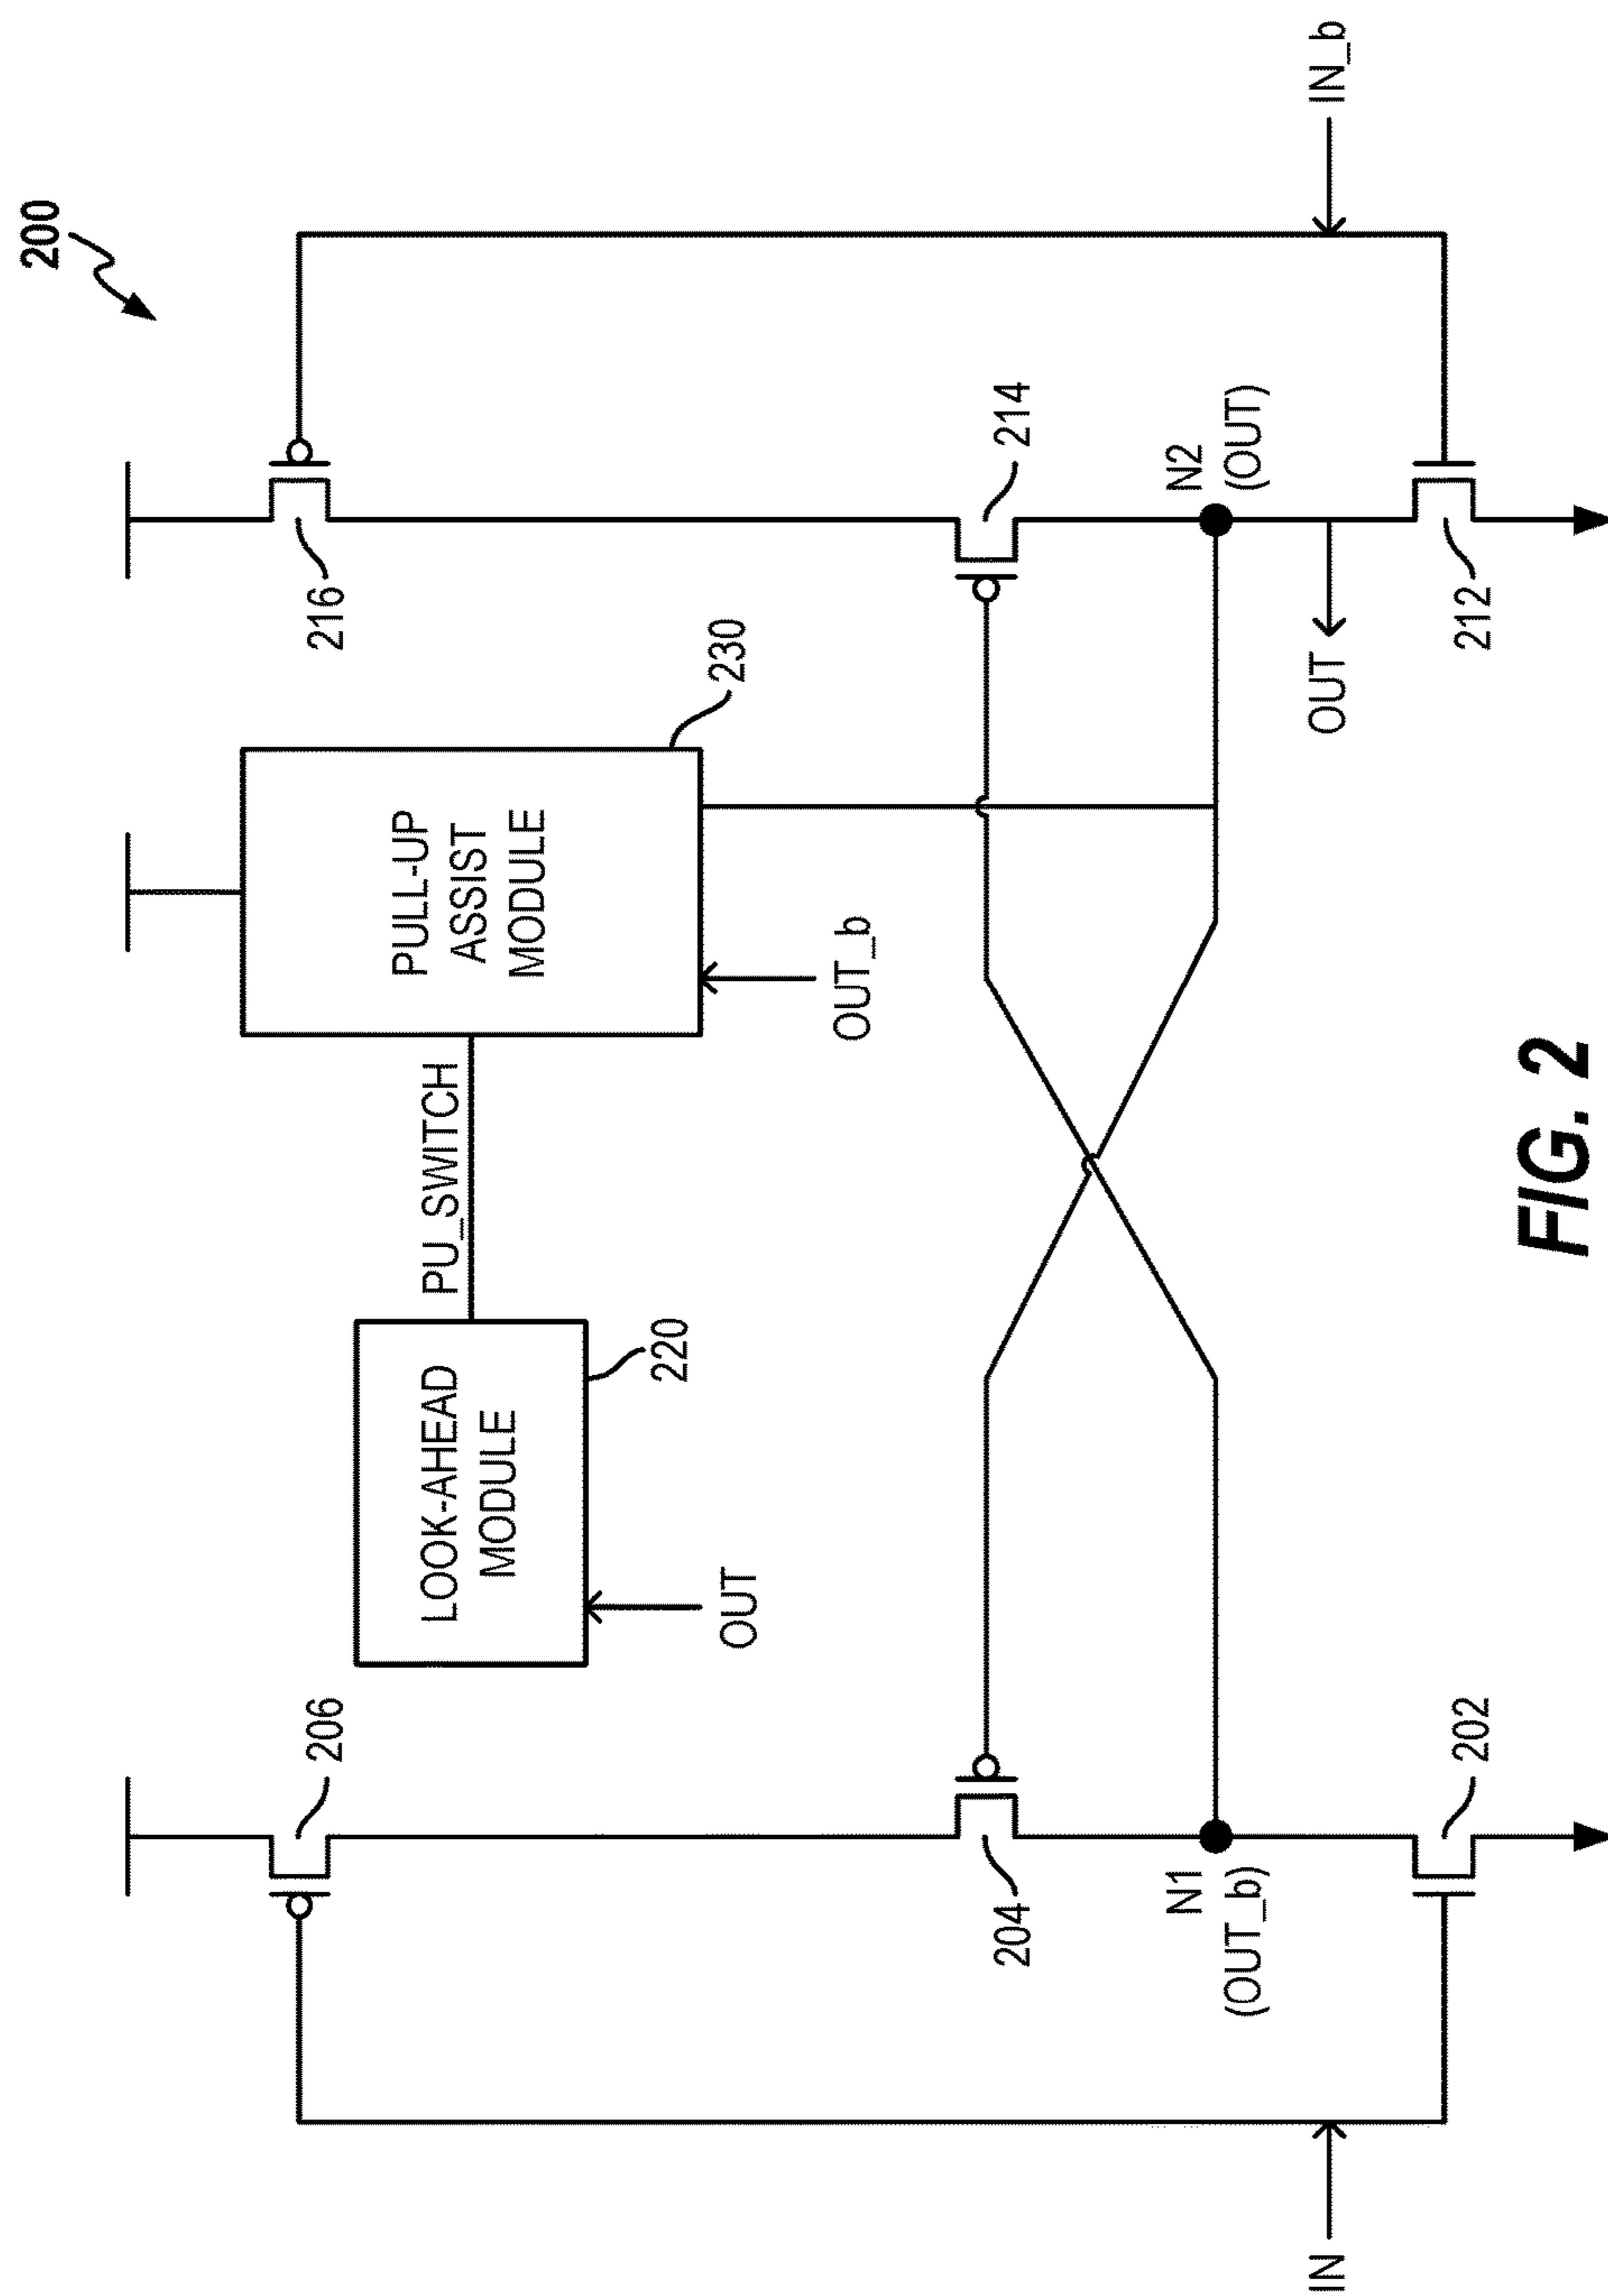 200
206
216
LOOK-AHEAD
MODULE
PU_SWITCH
PULL-UP
ASSIST
MODULE
220
230
OUT
OUT_b
204
214
N1
(OUT_b)
N2
(OUT)
IN
OUT
IN_b
202
212
FIG. 2